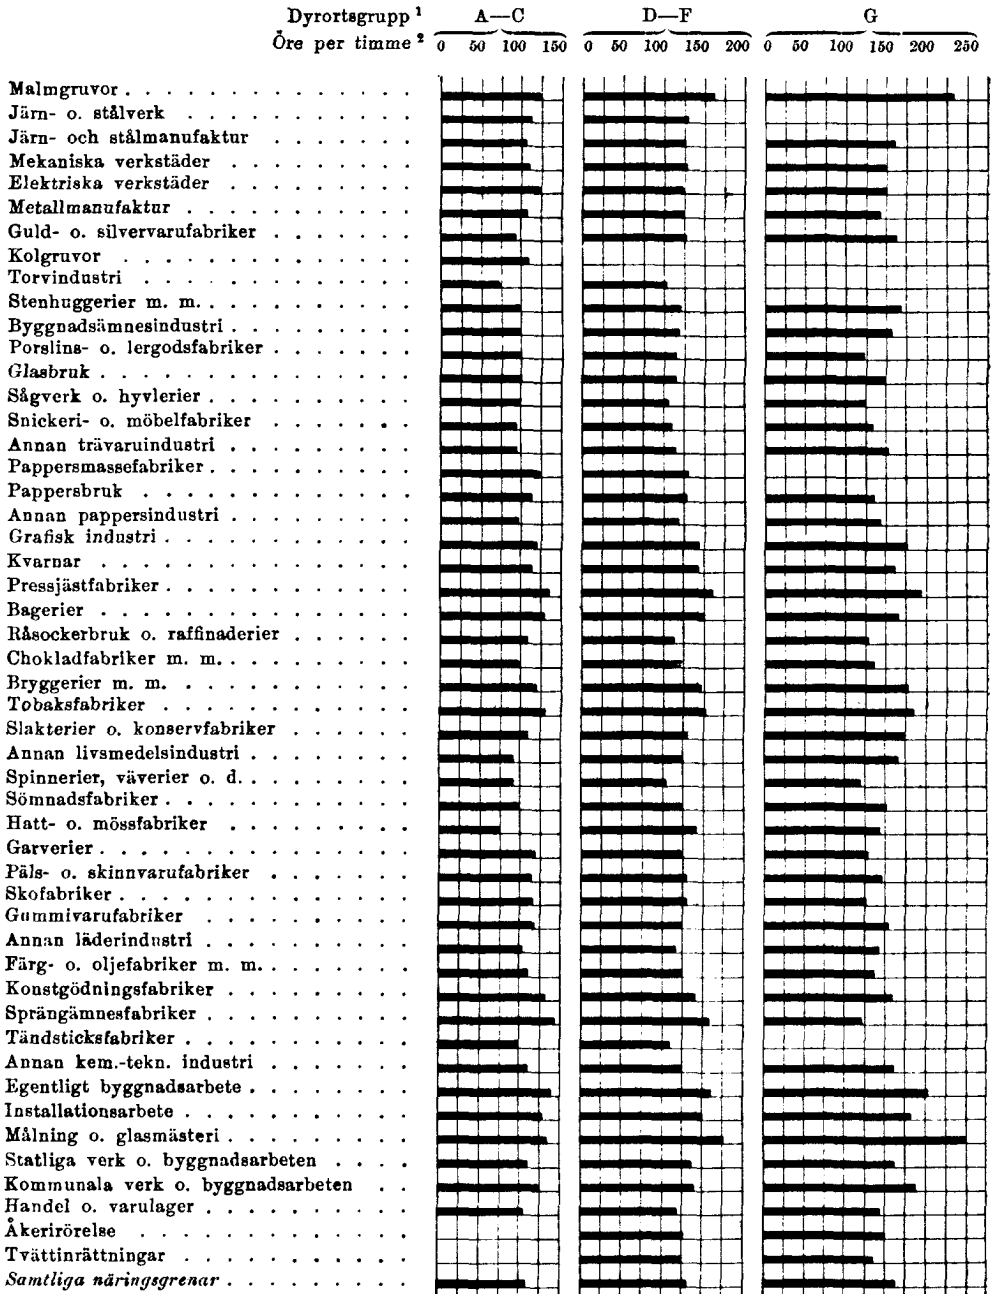 Dyrortsgrupp ¹ A—C D—F G
Öre per timme ² 0 50 100 150 0 50 100 150 200 0 50 100 150 200 250
Malmgruvor . . . . . . . . . . . . . .
Järn- o. stålverk . . . . . . . . . . .
Järn- och stålmanufaktur . . . . . . .
Mekaniska verkstäder . . . . . . . . .
Elektriska verkstäder . . . . . . . . .
Metallmanufaktur . . . . . . . . . . .
Guld- o. silvervarufabriker . . . . . . .
Kolgruvor . . . . . . . . . . . . . .
Torvindustri . . . . . . . . . . . . .
Stenhuggerier m. m. . . . . . . . . . .
Byggnadsämnesindustri . . . . . . . . .
Porslins- o. lergodsfabriker . . . . . . .
Glasbruk . . . . . . . . . . . . . . .
Sågverk o. hyvlerier . . . . . . . . . .
Snickeri- o. möbelfabriker . . . . . . .
Annan trävaruindustri . . . . . . . . .
Pappersmassefabriker . . . . . . . . . .
Pappersbruk . . . . . . . . . . . . .
Annan pappersindustri . . . . . . . . .
Grafisk industri . . . . . . . . . . . .
Kvarnar . . . . . . . . . . . . . . .
Pressjästfabriker . . . . . . . . . . . .
Bagerier . . . . . . . . . . . . . . .
Råsockerbruk o. raffinaderier . . . . . .
Chokladfabriker m. m. . . . . . . . . .
Bryggerier m. m. . . . . . . . . . . .
Tobaksfabriker . . . . . . . . . . . .
Slakterier o. konservfabriker . . . . . .
Annan livsmedelsindustri . . . . . . . .
Spinnerier, väverier o. d. . . . . . . . .
Sömnadsfabriker . . . . . . . . . . . .
Hatt- o. mössfabriker . . . . . . . . .
Garverier . . . . . . . . . . . . . . .
Päls- o. skinnvarufabriker . . . . . . .
Skofabriker . . . . . . . . . . . . . .
Gummivarufabriker . . . . . . . . . .
Annan läderindustri . . . . . . . . . .
Färg- o. oljefabriker m. m. . . . . . . .
Konstgödningsfabriker . . . . . . . . .
Sprängämnesfabriker . . . . . . . . . .
Tändsticksfabriker . . . . . . . . . . .
Annan kem.-tekn. industri . . . . . . .
Egentligt byggnadsarbete . . . . . . . .
Installationsarbete . . . . . . . . . . .
Målning o. glasmästeri . . . . . . . . .
Statliga verk o. byggnadsarbeten . . . .
Kommunala verk o. byggnadsarbeten . .
Handel o. varulager . . . . . . . . . .
Åkerirörelse . . . . . . . . . . . . .
Tvättinrättningar . . . . . . . . . . .
Samtliga näringsgrenar . . . . . . . . .